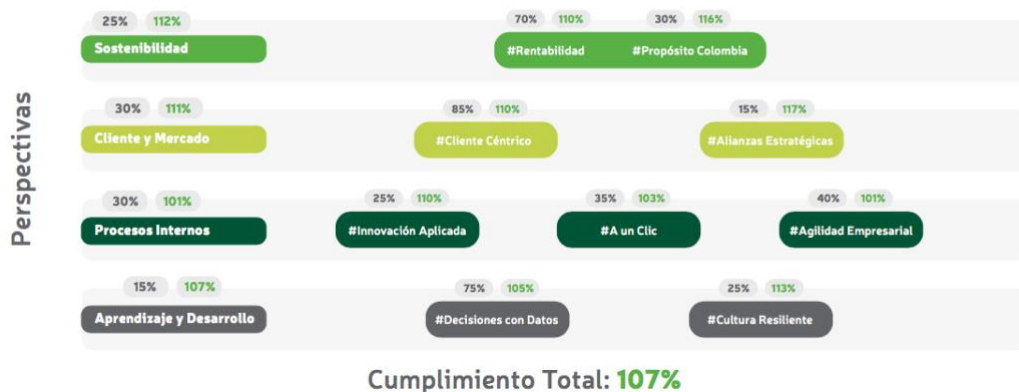 Perspectivas
25% 112%
Sostenibilidad
70% 110% 30% 116%
#Rentabilidad #Propósito Colombia
30% 111%
Cliente y Mercado
85% 110% 15% 117%
#Cliente Céntrico #Alianzas Estratégicas
30% 101%
Procesos Internos
25% 110% 35% 103% 40% 101%
#Innovación Aplicada #A un Clic #Agilidad Empresarial
15% 107%
Aprendizaje y Desarrollo
75% 105% 25% 113%
#Decisiones con Datos #Cultura Resiliente
Cumplimiento Total: 107%